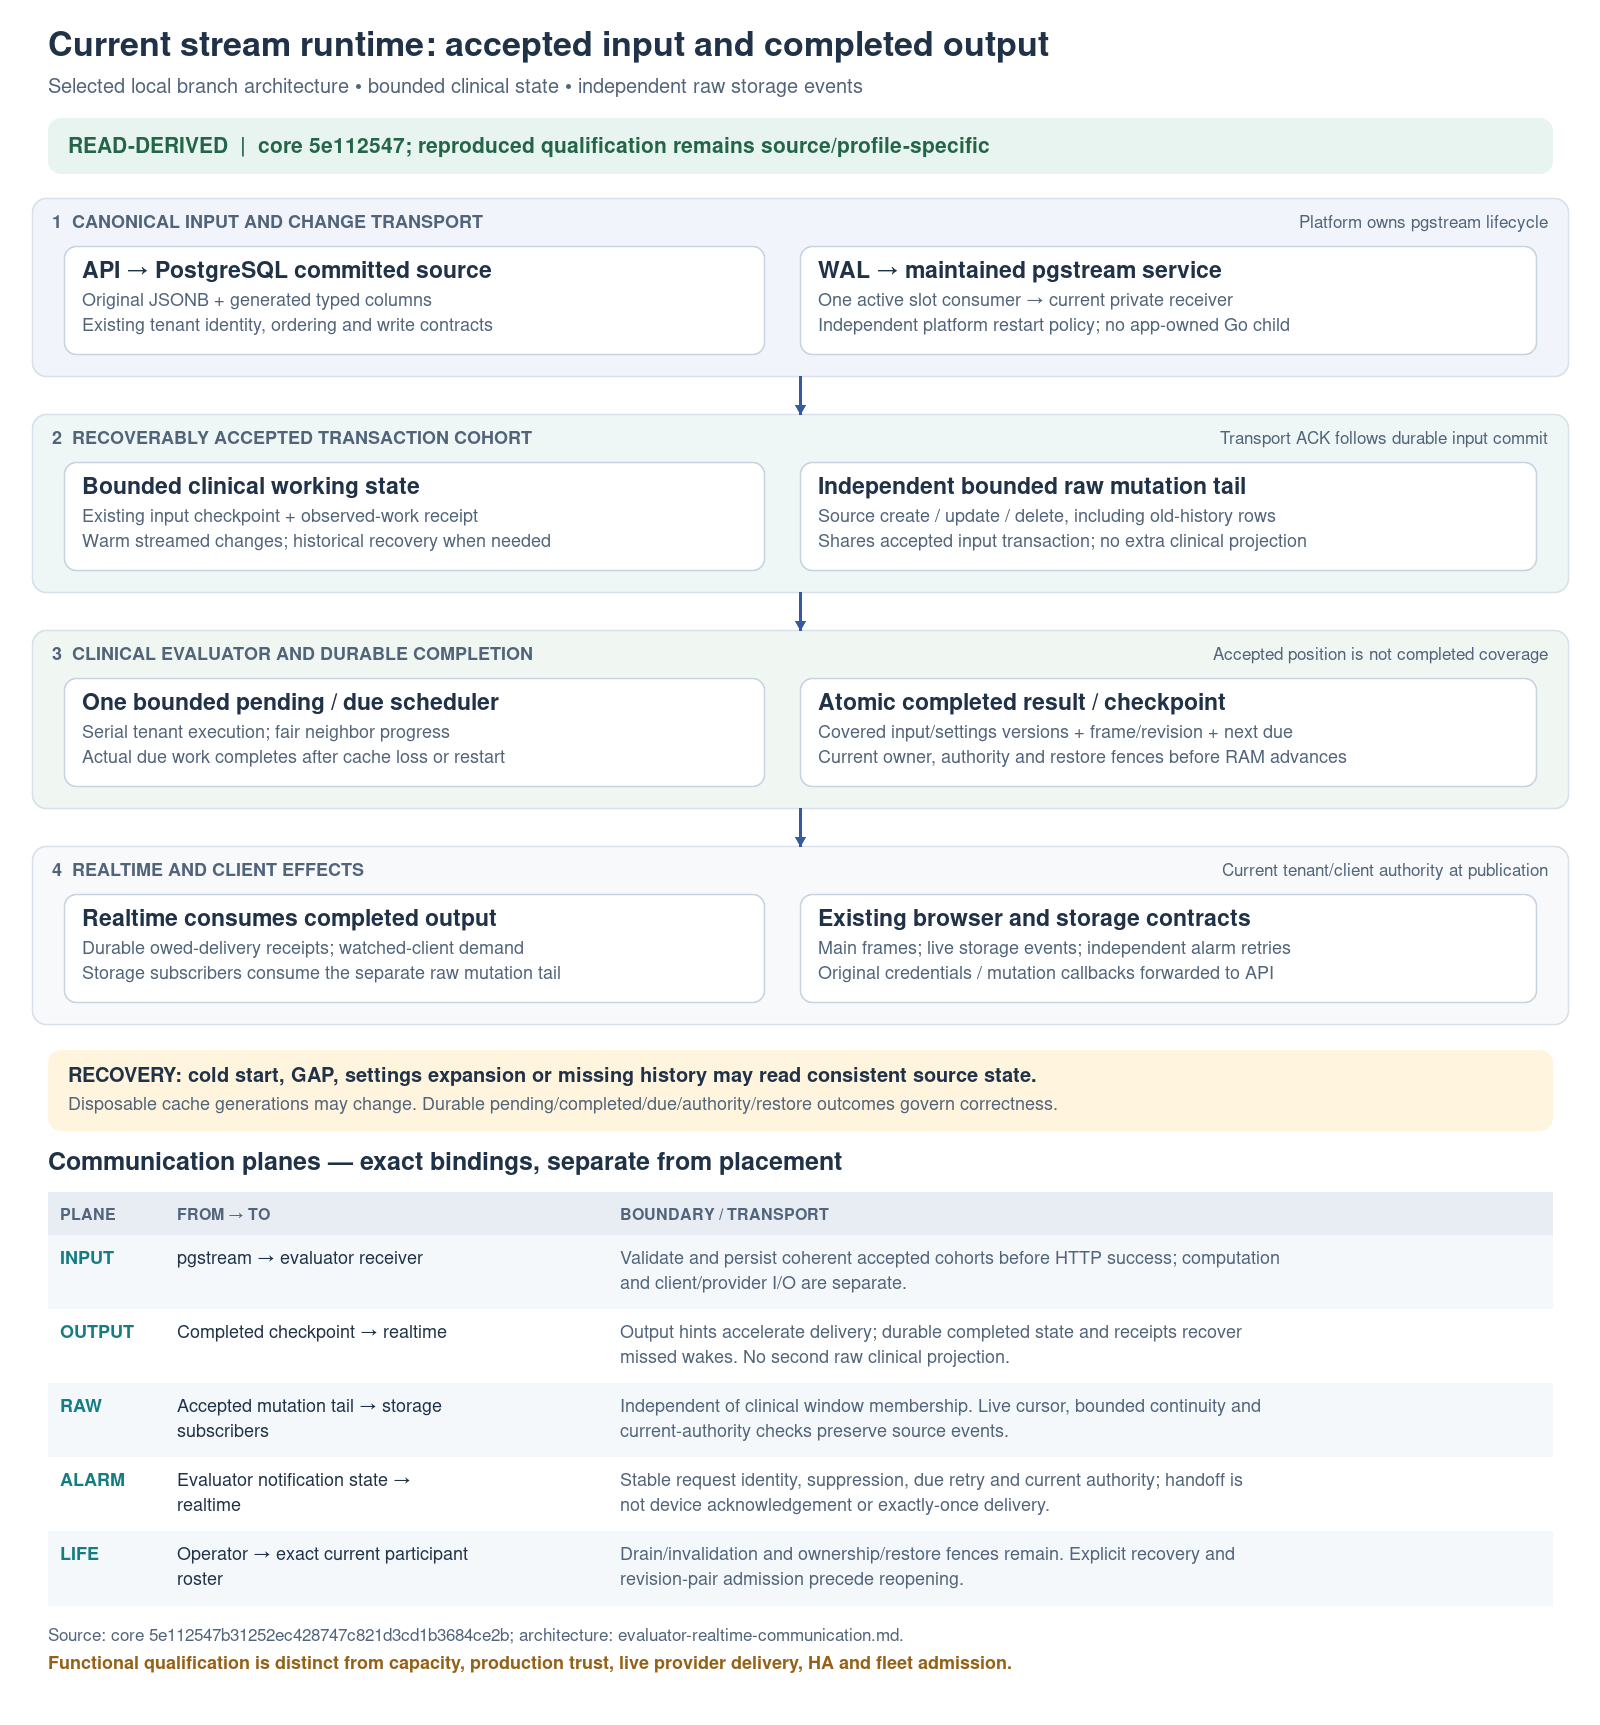 Current stream runtime: accepted input and completed output
Selected local branch architecture • bounded clinical state • independent raw storage events
READ-DERIVED | core 5e112547; reproduced qualification remains source/profile-specific
1 CANONICAL INPUT AND CHANGE TRANSPORT
Platform owns pgstream lifecycle
API → PostgreSQL committed source
Original JSONB + generated typed columns
Existing tenant identity, ordering and write contracts
WAL → maintained pgstream service
One active slot consumer → current private receiver
Independent platform restart policy; no app-owned Go child
2 RECOVERABLY ACCEPTED TRANSACTION COHORT
Transport ACK follows durable input commit
Bounded clinical working state
Existing input checkpoint + observed-work receipt
Warm streamed changes; historical recovery when needed
Independent bounded raw mutation tail
Source create / update / delete, including old-history rows
Shares accepted input transaction; no extra clinical projection
3 CLINICAL EVALUATOR AND DURABLE COMPLETION
Accepted position is not completed coverage
One bounded pending / due scheduler
Serial tenant execution; fair neighbor progress
Actual due work completes after cache loss or restart
Atomic completed result / checkpoint
Covered input/settings versions + frame/revision + next due
Current owner, authority and restore fences before RAM advances
4 REALTIME AND CLIENT EFFECTS
Current tenant/client authority at publication
Realtime consumes completed output
Durable owed-delivery receipts; watched-client demand
Storage subscribers consume the separate raw mutation tail
Existing browser and storage contracts
Main frames; live storage events; independent alarm retries
Original credentials / mutation callbacks forwarded to API
RECOVERY: cold start, GAP, settings expansion or missing history may read consistent source state.
Disposable cache generations may change. Durable pending/completed/due/authority/restore outcomes govern correctness.
Communication planes — exact bindings, separate from placement
PLANE FROM → TO BOUNDARY / TRANSPORT
INPUT pgstream → evaluator receiver
Validate and persist coherent accepted cohorts before HTTP success; computation
and client/provider I/O are separate.
OUTPUT Completed checkpoint → realtime
Output hints accelerate delivery; durable completed state and receipts recover
missed wakes. No second raw clinical projection.
RAW Accepted mutation tail → storage
subscribers
Independent of clinical window membership. Live cursor, bounded continuity and
current-authority checks preserve source events.
ALARM Evaluator notification state →
realtime
Stable request identity, suppression, due retry and current authority; handoff is
not device acknowledgement or exactly-once delivery.
LIFE Operator → exact current participant
roster
Drain/invalidation and ownership/restore fences remain. Explicit recovery and
revision-pair admission precede reopening.
Source: core 5e112547b31252ec428747c821d3cd1b3684ce2b; architecture: evaluator-realtime-communication.md.
Functional qualification is distinct from capacity, production trust, live provider delivery, HA and fleet admission.